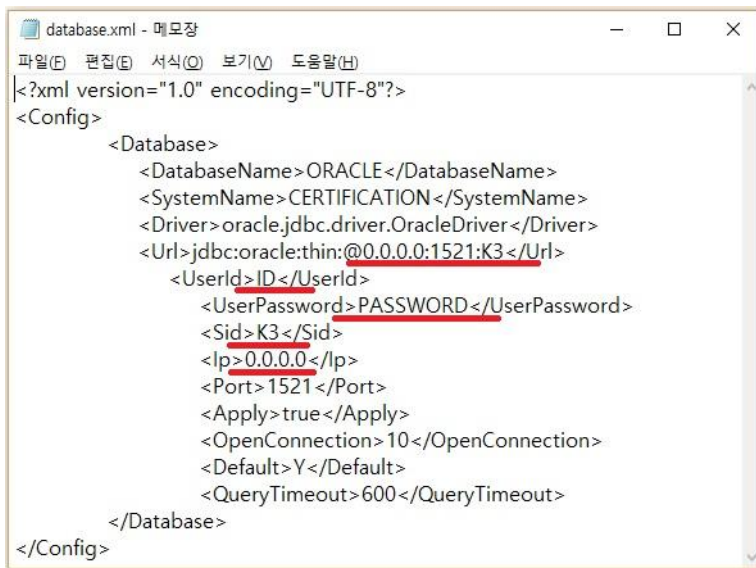 database.xml - 메모장
파일(F) 편집(E) 서식(O) 보기(V) 도움말(H)
<?xml version="1.0" encoding="UTF-8"?>
<Config>
<Database>
<DatabaseName>ORACLE</DatabaseName>
<SystemName>CERTIFICATION</SystemName>
<Driver>oracle.jdbc.driver.OracleDriver</Driver>
<Url>jdbc:oracle:thin:@0.0.0.0:1521:K3</Url>
<UserId>ID</UserId>
<UserPassword>PASSWORD</UserPassword>
<Sid>K3</Sid>
<Ip>0.0.0.0</Ip>
<Port>1521</Port>
<Apply>true</Apply>
<OpenConnection>10</OpenConnection>
<Default>Y</Default>
<QueryTimeout>600</QueryTimeout>
</Database>
</Config>